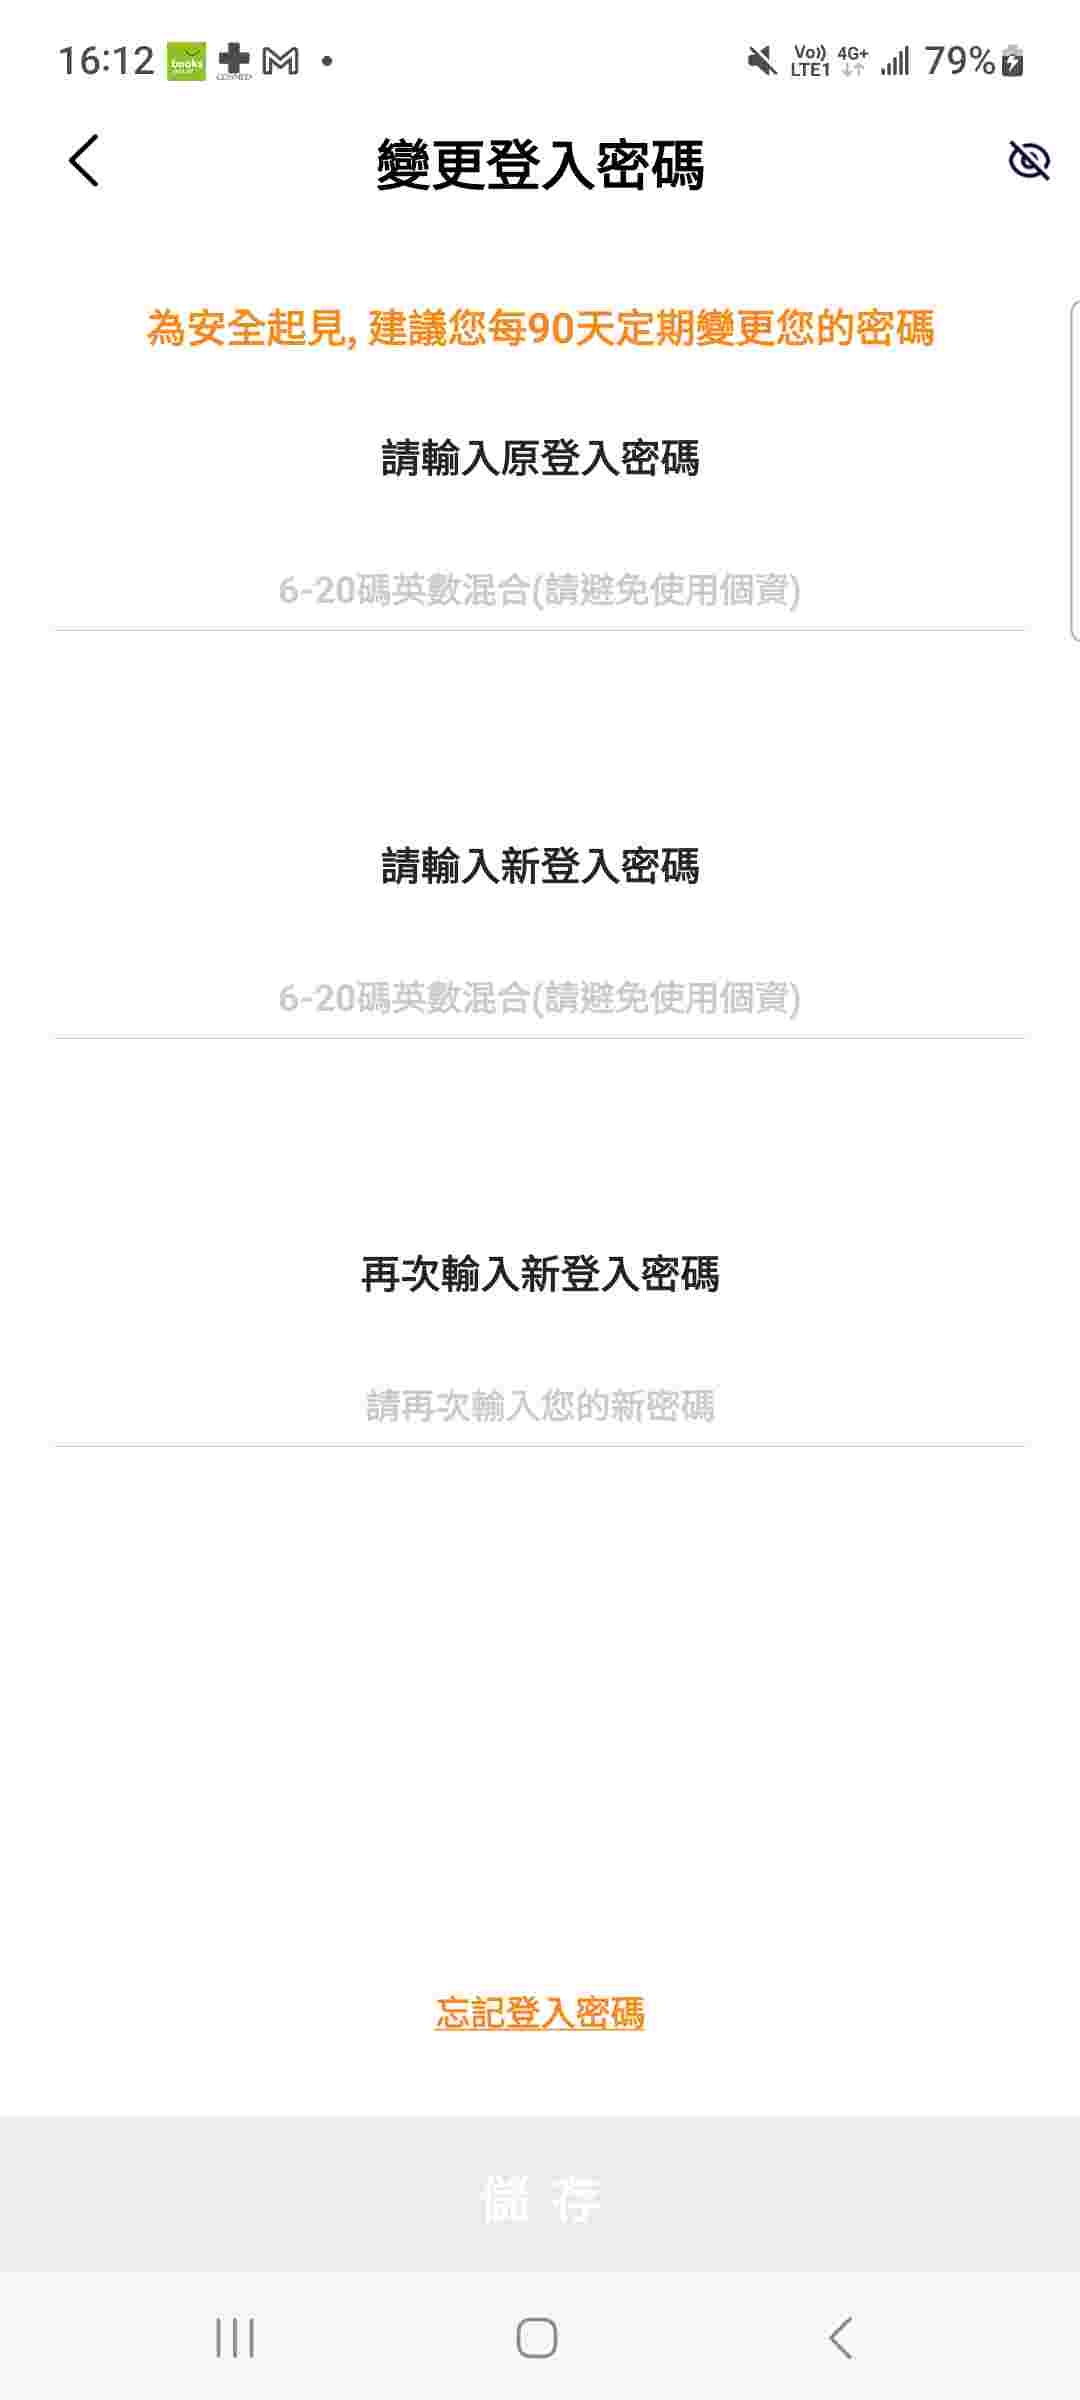 16:12 books Vo)) LTE1 4G+ 79%
變更登入密碼
為安全起見, 建議您每90天定期變更您的密碼
請輸入原登入密碼
6-20碼英數混合(請避免使用個資)
請輸入新登入密碼
6-20碼英數混合(請避免使用個資)
再次輸入新登入密碼
請再次輸入您的新密碼
忘記登入密碼
儲存